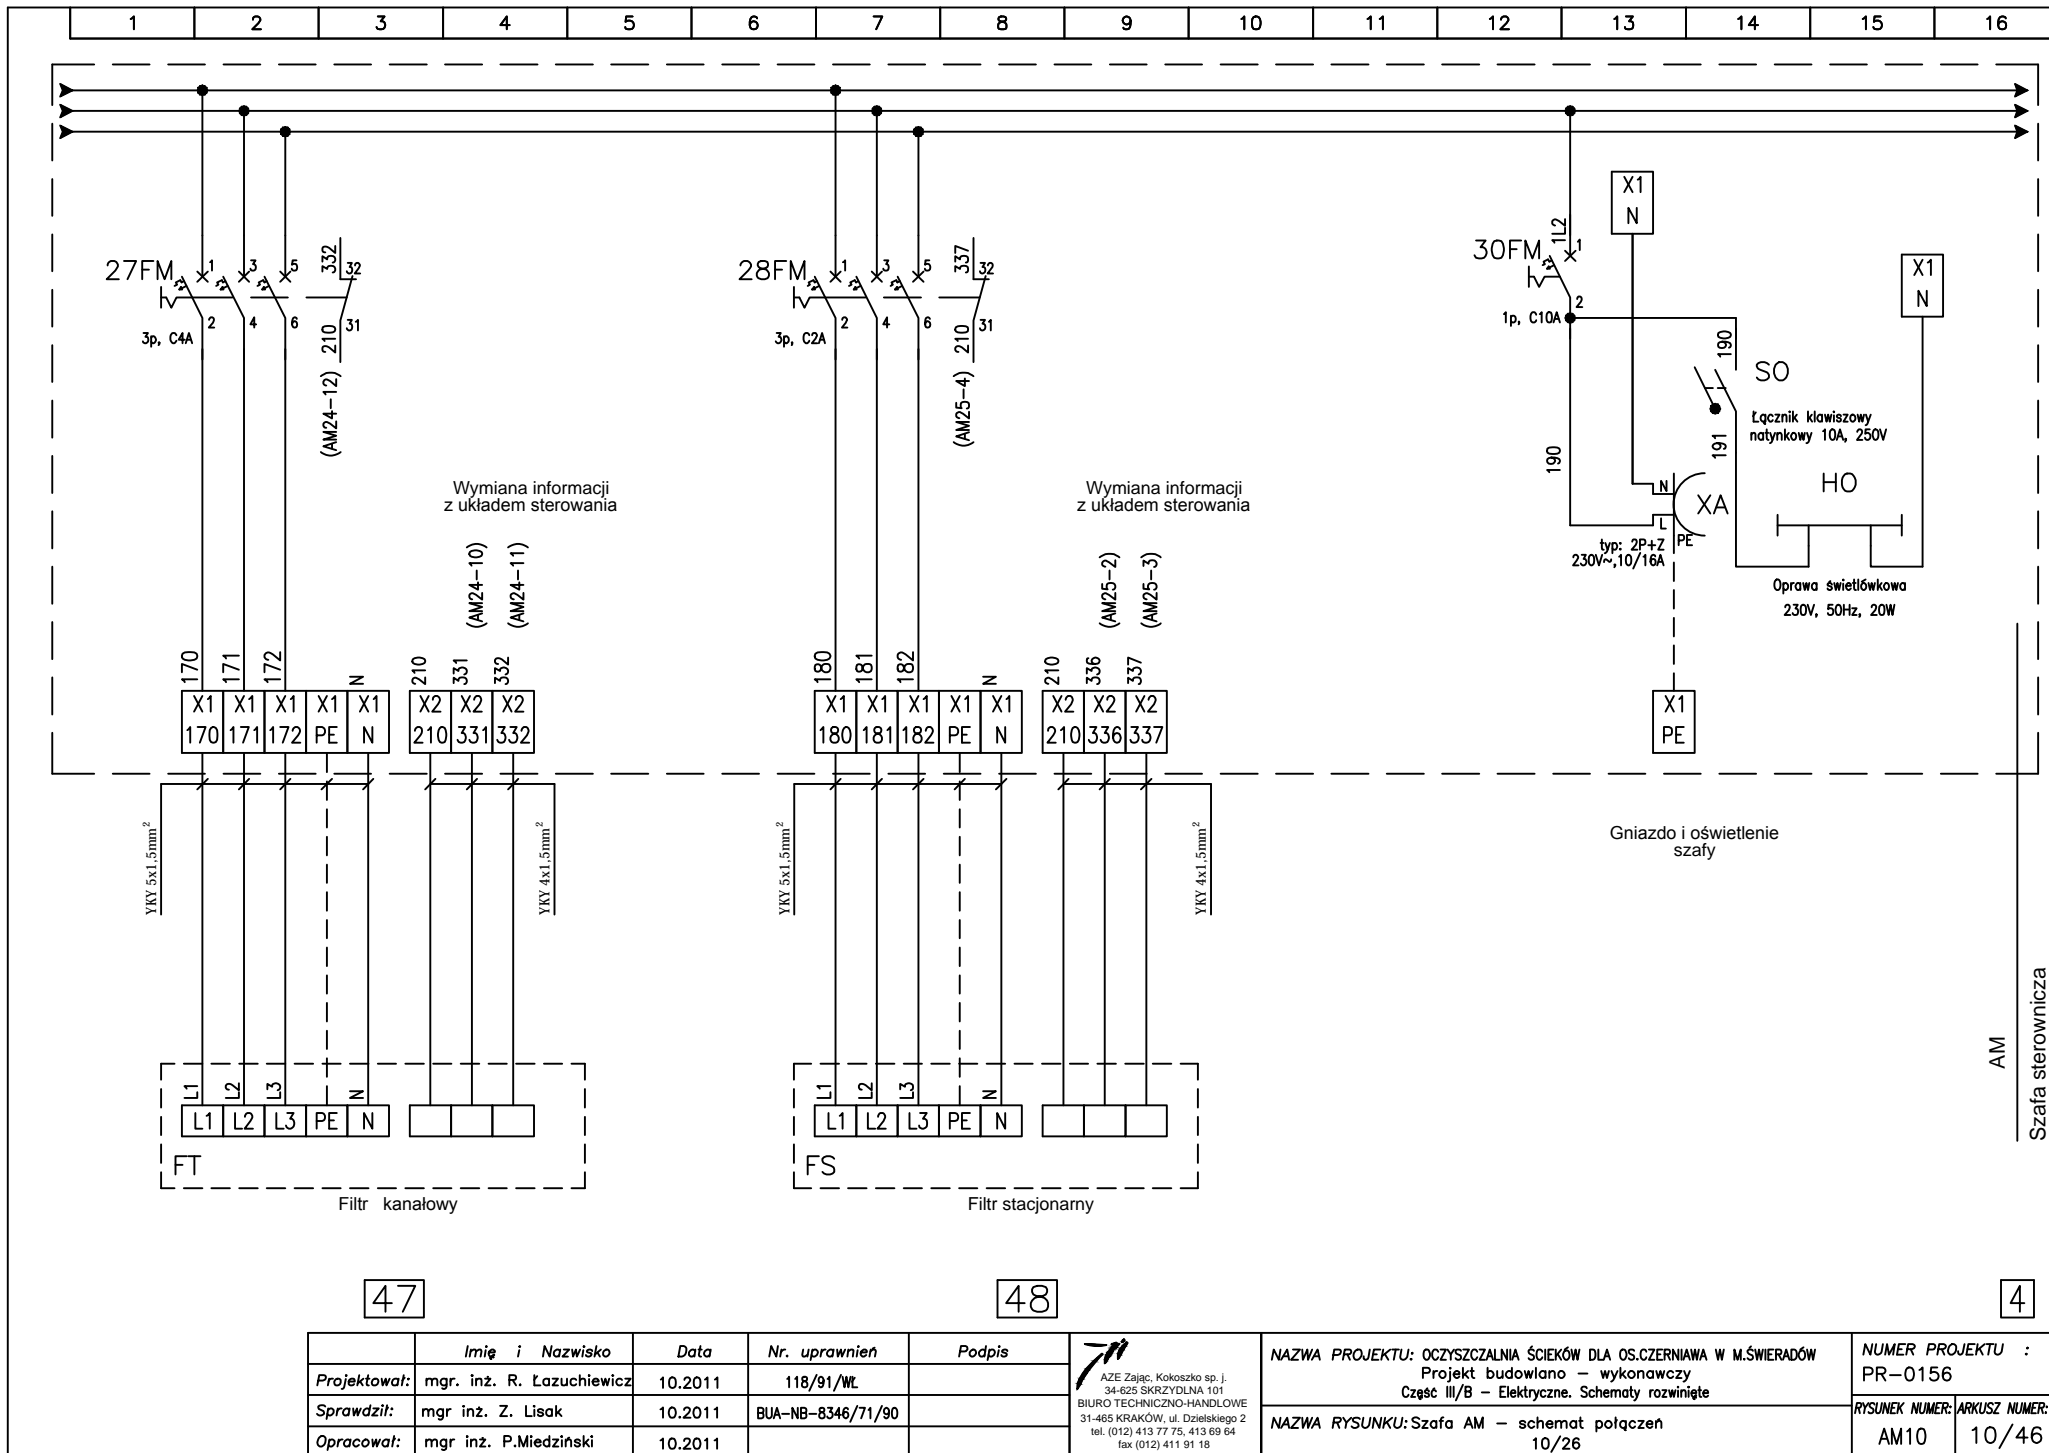 1 2 3 4 5 6 7 8 9 10 11 12 13 14 15 16
X1
N
1L2
27FM
1 3 5
332
32
28FM
1 3 5
337
32
30FM
1
X1
N
2 4 6
210
31
3p, C4A
2 4 6
210
31
3p, C2A
2
1p, C10A
(AM24-12)
(AM25-4)
190
SO
Łącznik klawiszowy
natynkowy 10A, 250V
190
191
HO
Wymiana informacji
z układem sterowania
Wymiana informacji
z układem sterowania
N
XA
L
PE
typ: 2P+Z
230V~,10/16A
(AM24-10)
(AM24-11)
(AM25-2)
(AM25-3)
Oprawa świetlówkowa
230V, 50Hz, 20W
170 171 172 N 210 331 332
180 181 182 N 210 336 337
X1 X1 X1 X1 X1 X2 X2 X2
170 171 172 PE N 210 331 332
X1 X1 X1 X1 X1 X2 X2 X2
180 181 182 PE N 210 336 337
X1
PE
YKY 5x1,5mm²
YKY 4x1,5mm²
YKY 5x1,5mm²
YKY 4x1,5mm²
Gniazdo i oświetlenie
szafy
AM
Szafa sterownicza
L1 L2 L3 N
L1 L2 L3 PE N
FT
Filtr kanałowy
L1 L2 L3 N
L1 L2 L3 PE N
FS
Filtr stacjonarny
47
48
4
Imię i Nazwisko Data Nr. uprawnień Podpis
Projektował: mgr. inż. R. Łazuchiewicz 10.2011 118/91/WŁ
Sprawdził: mgr inż. Z. Lisak 10.2011 BUA-NB-8346/71/90
Opracował: mgr inż. P.Miedziński 10.2011
AZE Zając, Kokoszko sp. j.
34-625 SKRZYDLNA 101
BIURO TECHNICZNO-HANDLOWE
31-465 KRAKÓW, ul. Dzielskiego 2
tel. (012) 413 77 75, 413 69 64
fax (012) 411 91 18
NAZWA PROJEKTU: OCZYSZCZALNIA ŚCIEKÓW DLA OS.CZERNIAWA W M.ŚWIERADÓW
Projekt budowlano - wykonawczy
Część III/B - Elektryczne. Schematy rozwinięte
NAZWA RYSUNKU: Szafa AM - schemat połączeń
10/26
NUMER PROJEKTU :
PR-0156
RYSUNEK NUMER: ARKUSZ NUMER:
AM10 10/46